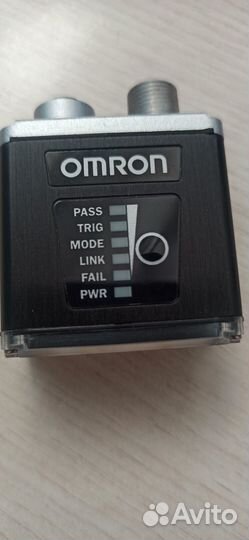 OMRON
PASS
TRIG
MODE
LINK
FAIL
PWR
Avito